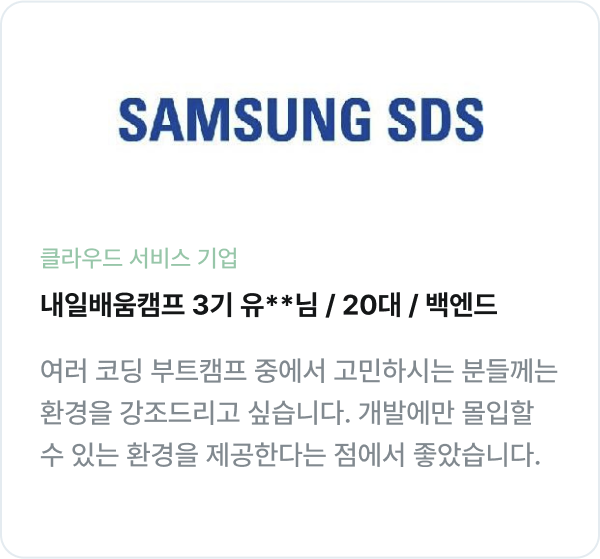 SAMSUNG SDS
클라우드 서비스 기업
내일배움캠프 3기 유**님 / 20대 / 백엔드
여러 코딩 부트캠프 중에서 고민하시는 분들께는
환경을 강조드리고 싶습니다. 개발에만 몰입할
수 있는 환경을 제공한다는 점에서 좋았습니다.